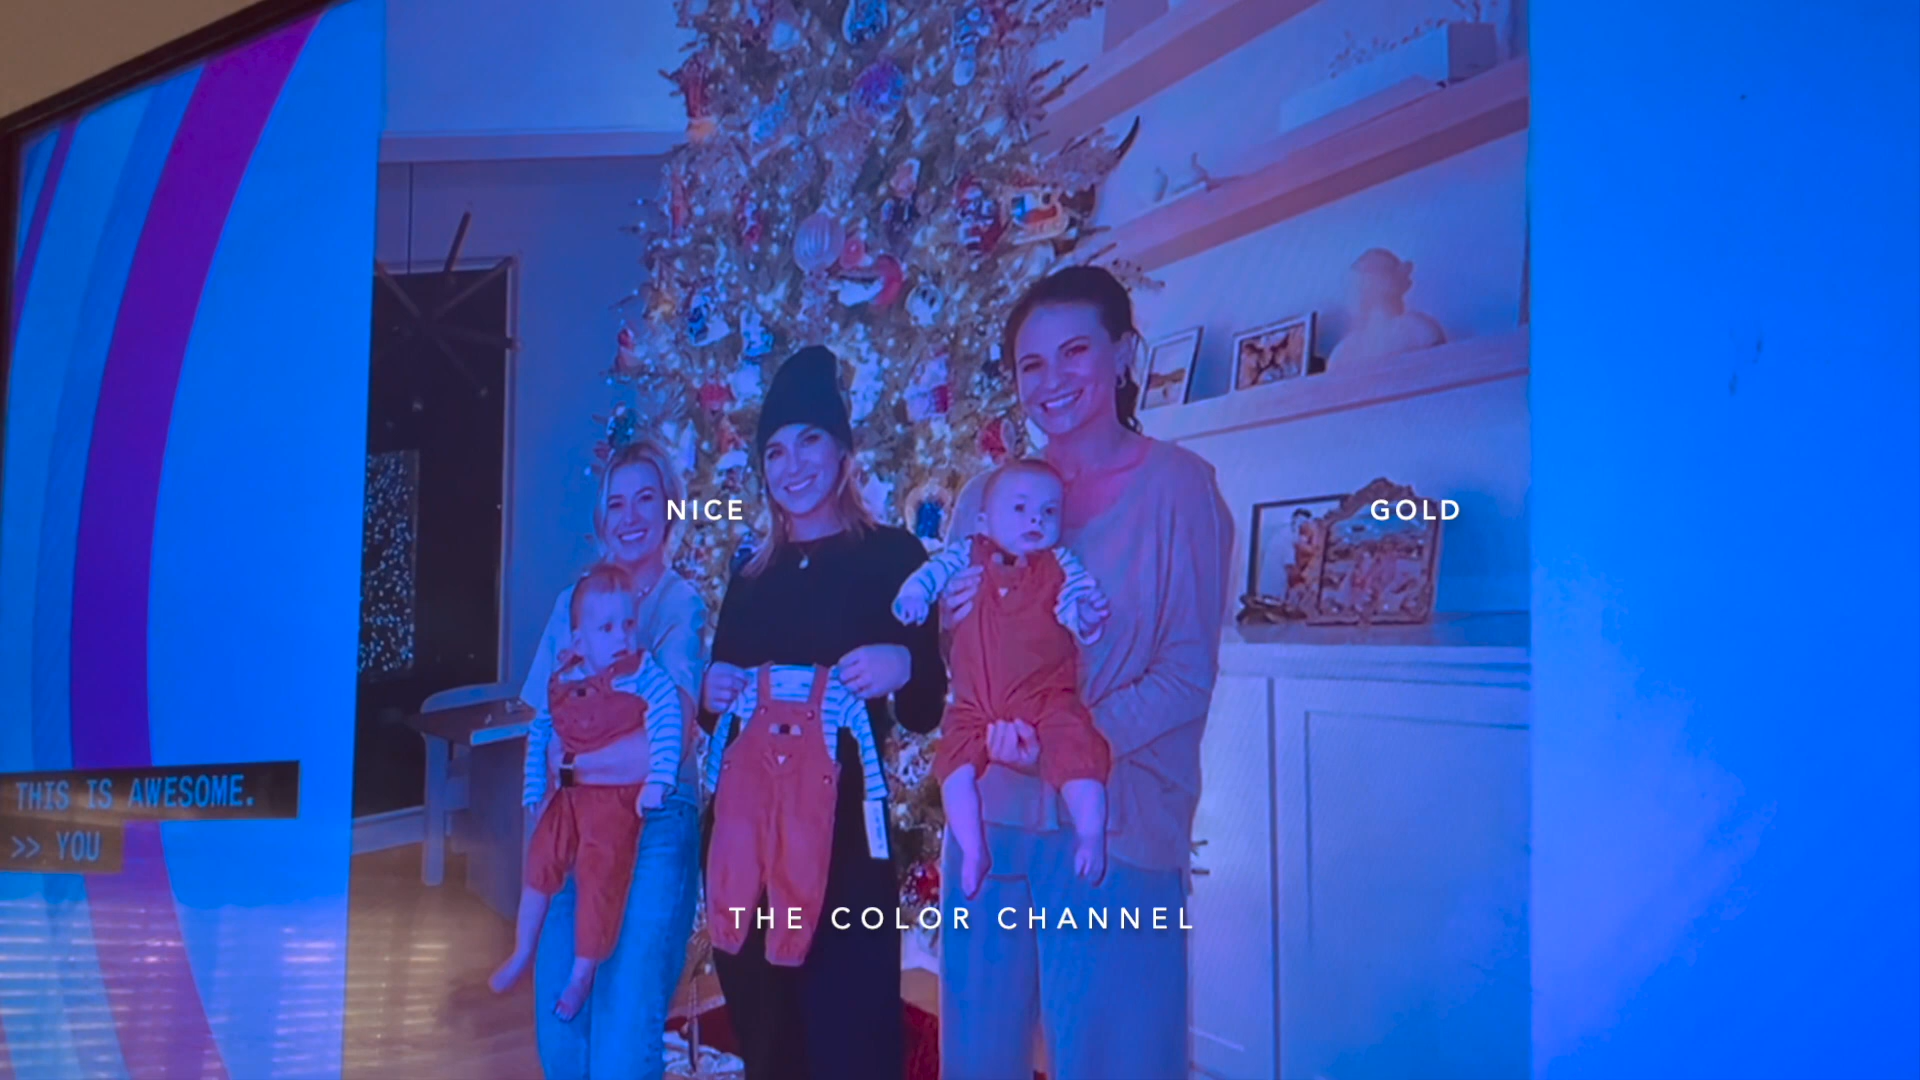 NICE
GOLD
THIS IS AWESOME.
>> YOU
THE COLOR CHANNEL